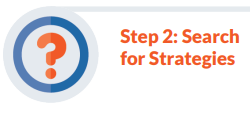 ?
Step 2: Search
for Strategies